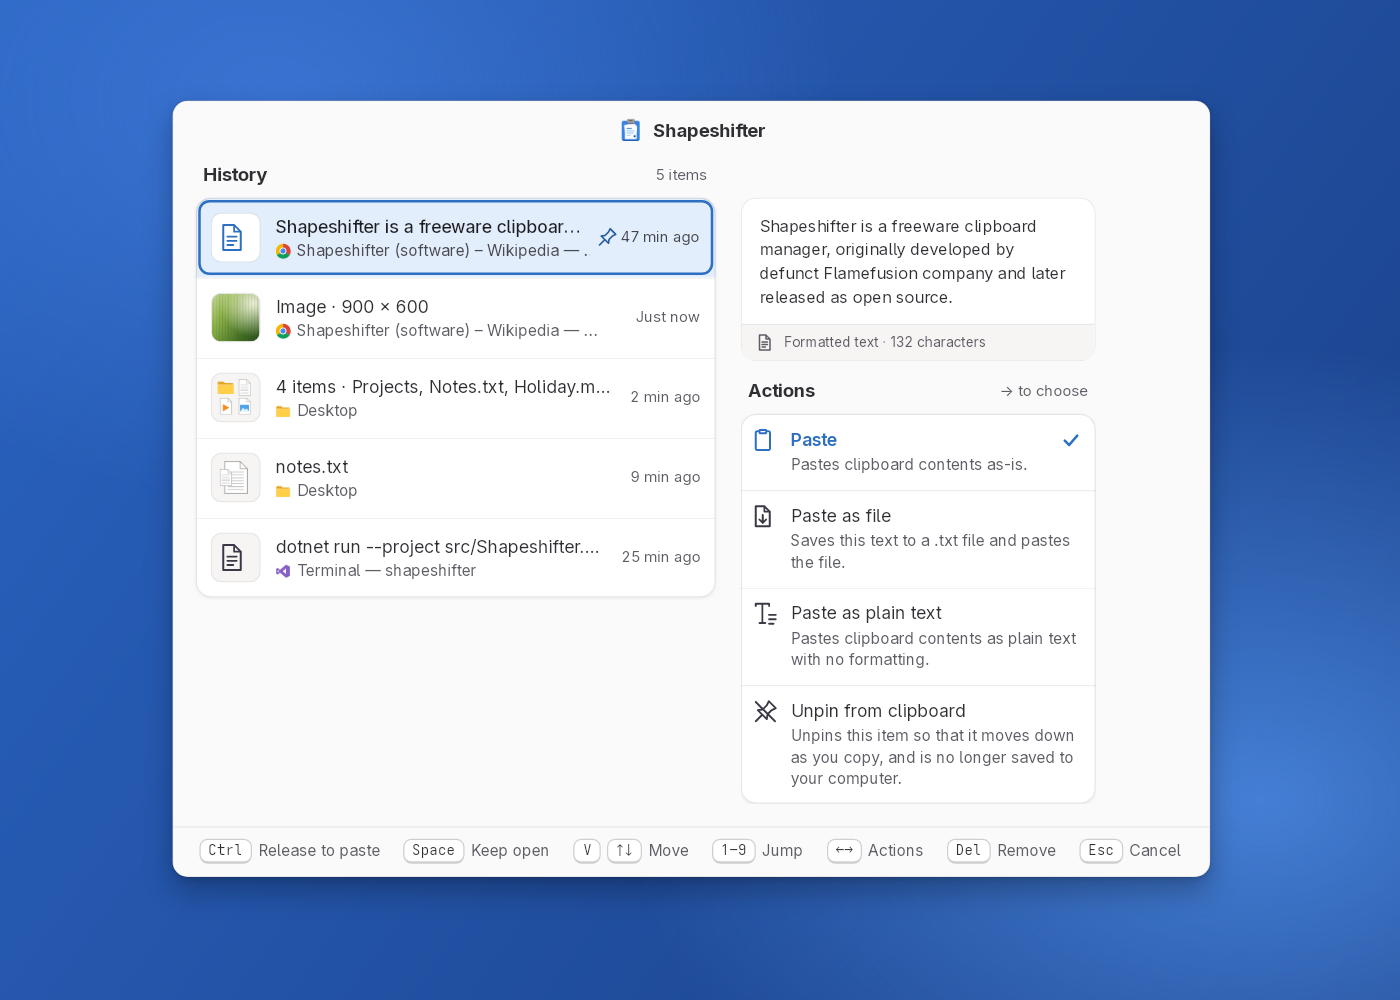 Shapeshifter
History
5 items
Shapeshifter is a freeware clipboar…
Shapeshifter (software) – Wikipedia — .
47 min ago
Image · 900 × 600
Shapeshifter (software) – Wikipedia — …
Just now
4 items · Projects, Notes.txt, Holiday.m…
Desktop
2 min ago
notes.txt
Desktop
9 min ago
dotnet run --project src/Shapeshifter.…
Terminal — shapeshifter
25 min ago
Shapeshifter is a freeware clipboard
manager, originally developed by
defunct Flamefusion company and later
released as open source.
Formatted text · 132 characters
Actions
→ to choose
Paste
Pastes clipboard contents as-is.
Paste as file
Saves this text to a .txt file and pastes
the file.
Paste as plain text
Pastes clipboard contents as plain text
with no formatting.
Unpin from clipboard
Unpins this item so that it moves down
as you copy, and is no longer saved to
your computer.
Ctrl Release to paste Space Keep open V ↑↓ Move 1–9 Jump ←→ Actions Del Remove Esc Cancel